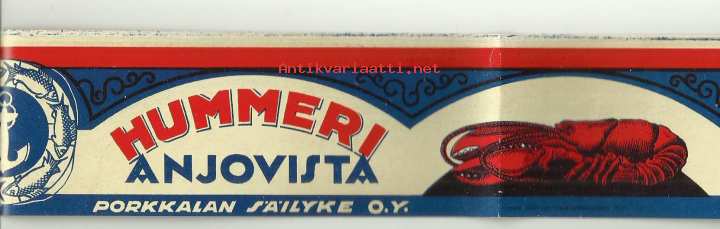 Antikvariaatti.net
HUMMERI
ANJOVISTA
PORKKALAN SÄILYKE O.Y.